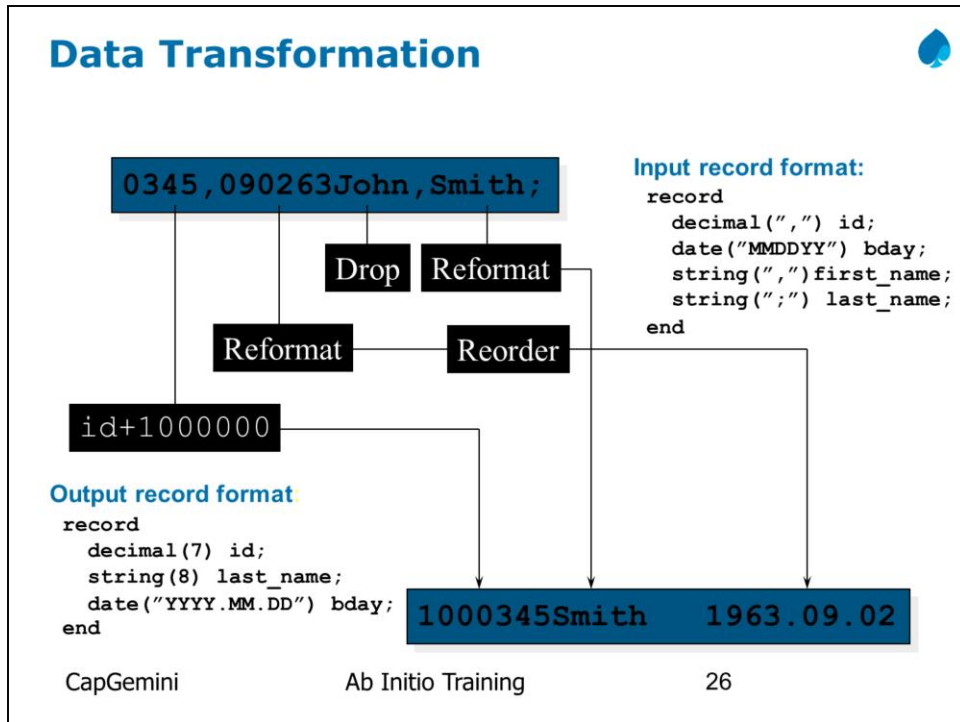 Data Transformation
0345,090263John,Smith;
Input record format:
record
decimal(”,”) id;
date(”MMDDYY”) bday;
string(”,”)first_name;
string(”;”) last_name;
end
Drop
Reformat
Reformat
Reorder
id+1000000
Output record format:
record
decimal(7) id;
string(8) last_name;
date(”YYYY.MM.DD”) bday;
end
1000345Smith   1963.09.02
CapGemini
Ab Initio Training
26